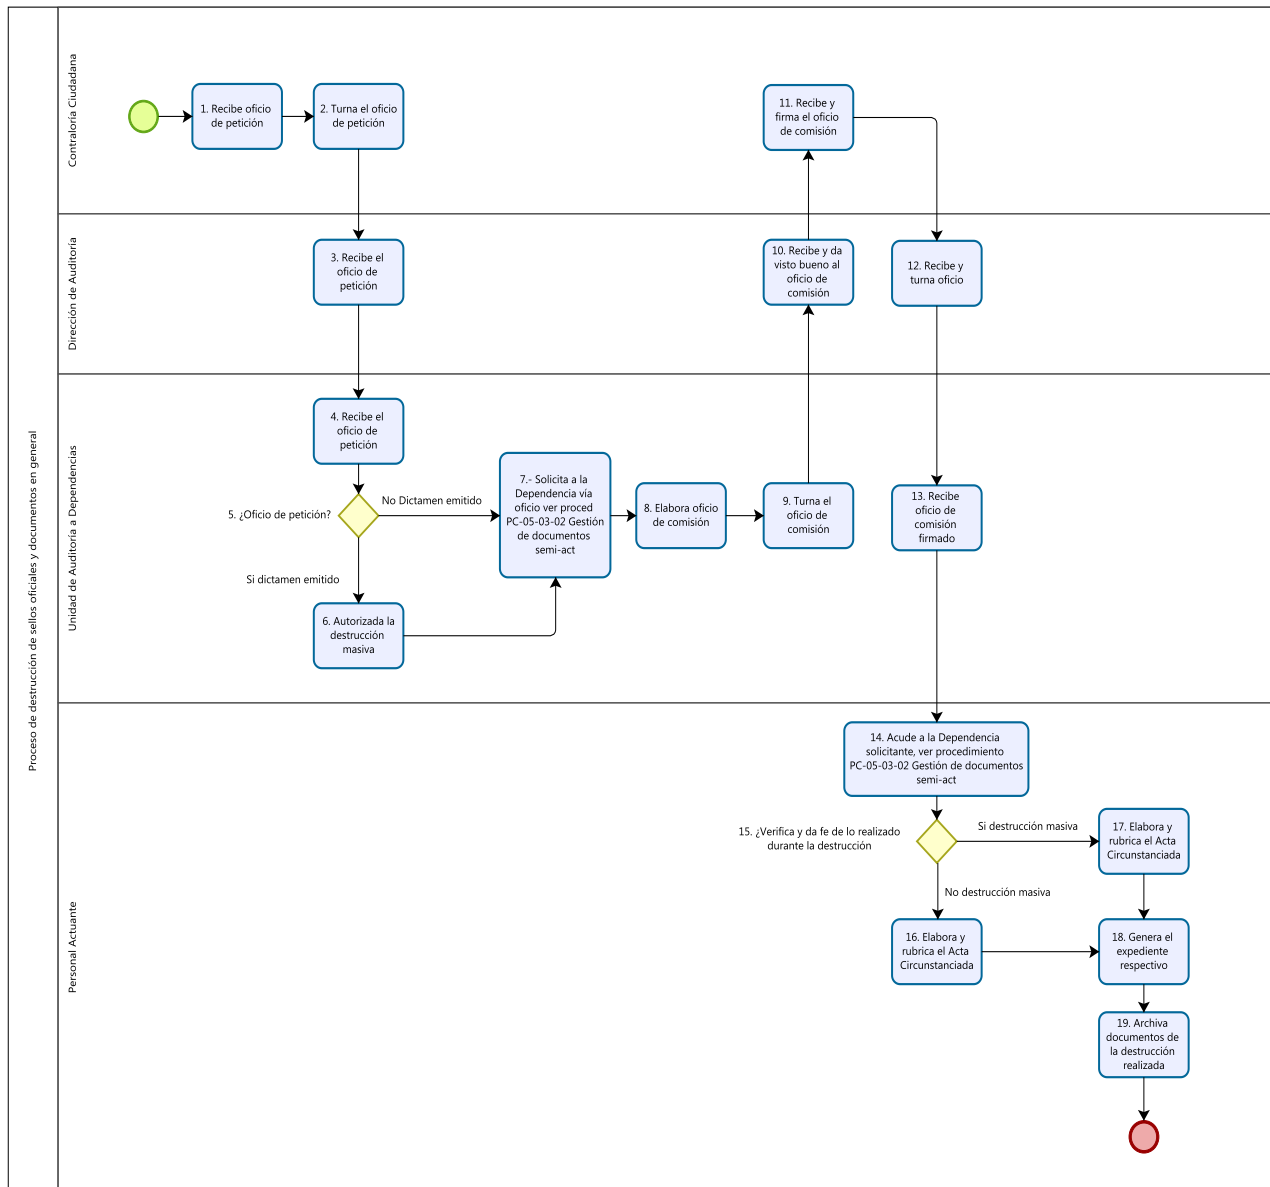 Proceso de destrucción de sellos oficiales y documentos en general
Contraloría Ciudadana
1. Recibe oficio
de petición
2. Turna el oficio
de petición
11. Recibe y
firma el oficio
de comisión
Dirección de Auditoría
3. Recibe el
oficio de
petición
10. Recibe y da
visto bueno al
oficio de
comisión
12. Recibe y
turna oficio
Unidad de Auditoría a Dependencias
4. Recibe el
oficio de
petición
5. ¿Oficio de petición?
No Dictamen emitido
Si dictamen emitido
6. Autorizada la
destrucción
masiva
7.- Solicita a la
Dependencia vía
oficio ver proced
PC-05-03-02 Gestión
de documentos
semi-act
8. Elabora oficio
de comisión
9. Turna el
oficio de
comisión
13. Recibe
oficio de
comisión
firmado
Personal Actuante
14. Acude a la Dependencia
solicitante, ver procedimiento
PC-05-03-02 Gestión de documentos
semi-act
15. ¿Verifica y da fe de lo realizado
durante la destrucción
Si destrucción masiva
No destrucción masiva
17. Elabora y
rubrica el Acta
Circunstanciada
16. Elabora y
rubrica el Acta
Circunstanciada
18. Genera el
expediente
respectivo
19. Archiva
documentos de
la destrucción
realizada